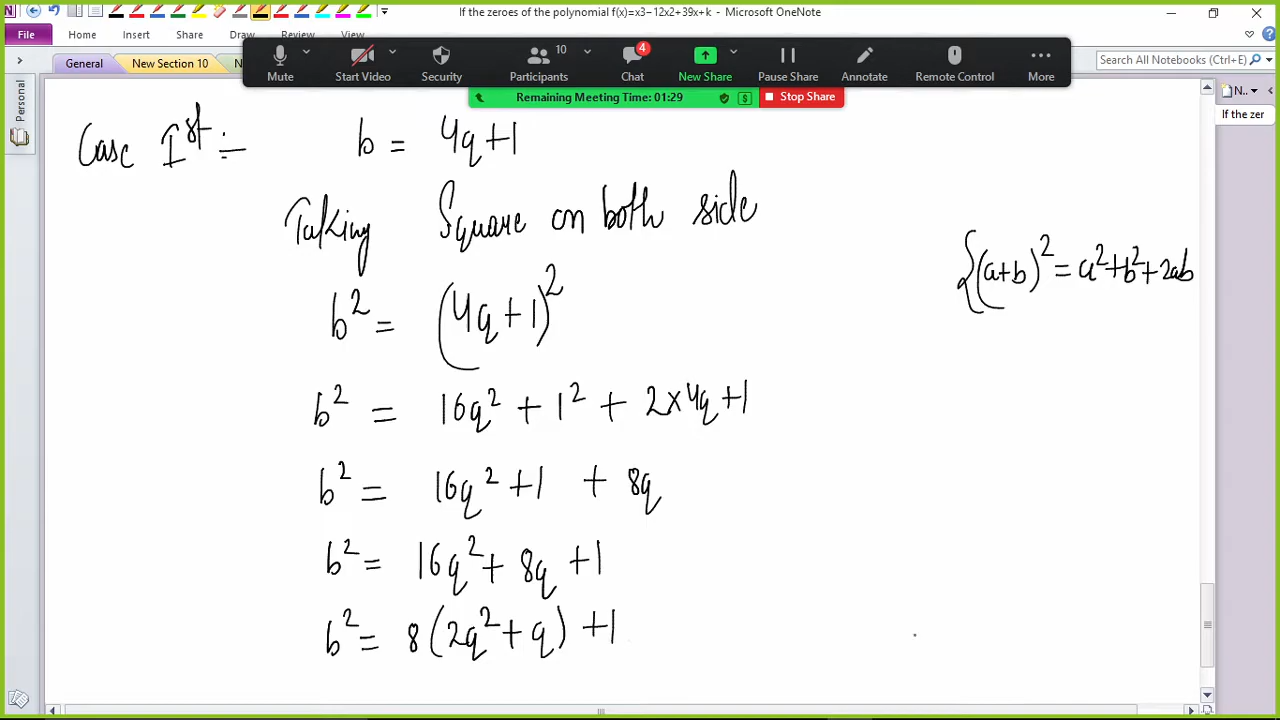 If the zeroes of the polynomial f(x)=x3−12x2+39x+k - Microsoft OneNote
File Home Insert Share Draw View
Mute Start Video Security Participants 10 Chat 4 New Share Pause Share Annotate Remote Control More
General New Section 10 N
Search All Notebooks (Ctrl+E)
Remaining Meeting Time: 01:29 Stop Share
Personal
N..
If the zer
Case Ist :- b = 4q+1
Taking Square on both side
{(a+b)² = a²+b²+2ab
b² = (4q+1)²
b² = 16q² + 1² + 2×4q+1
b² = 16q² +1 + 8q
b² = 16q²+ 8q +1
b² = 8(2q²+q) +1